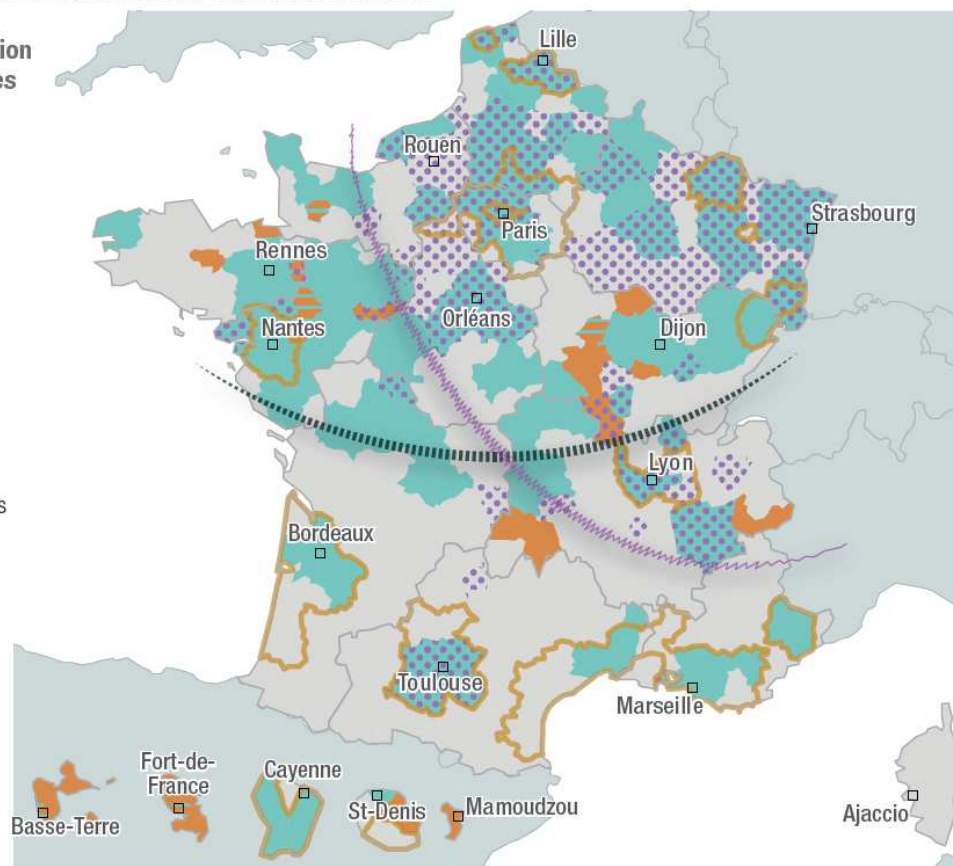 Lille
Rouen
Paris
Strasbourg
Rennes
Nantes
Orléans
Dijon
Lyon
Bordeaux
Toulouse
Marseille
Basse-Terre
Fort-de-
France
Cayenne
St-Denis
Mamoudzou
Ajaccio